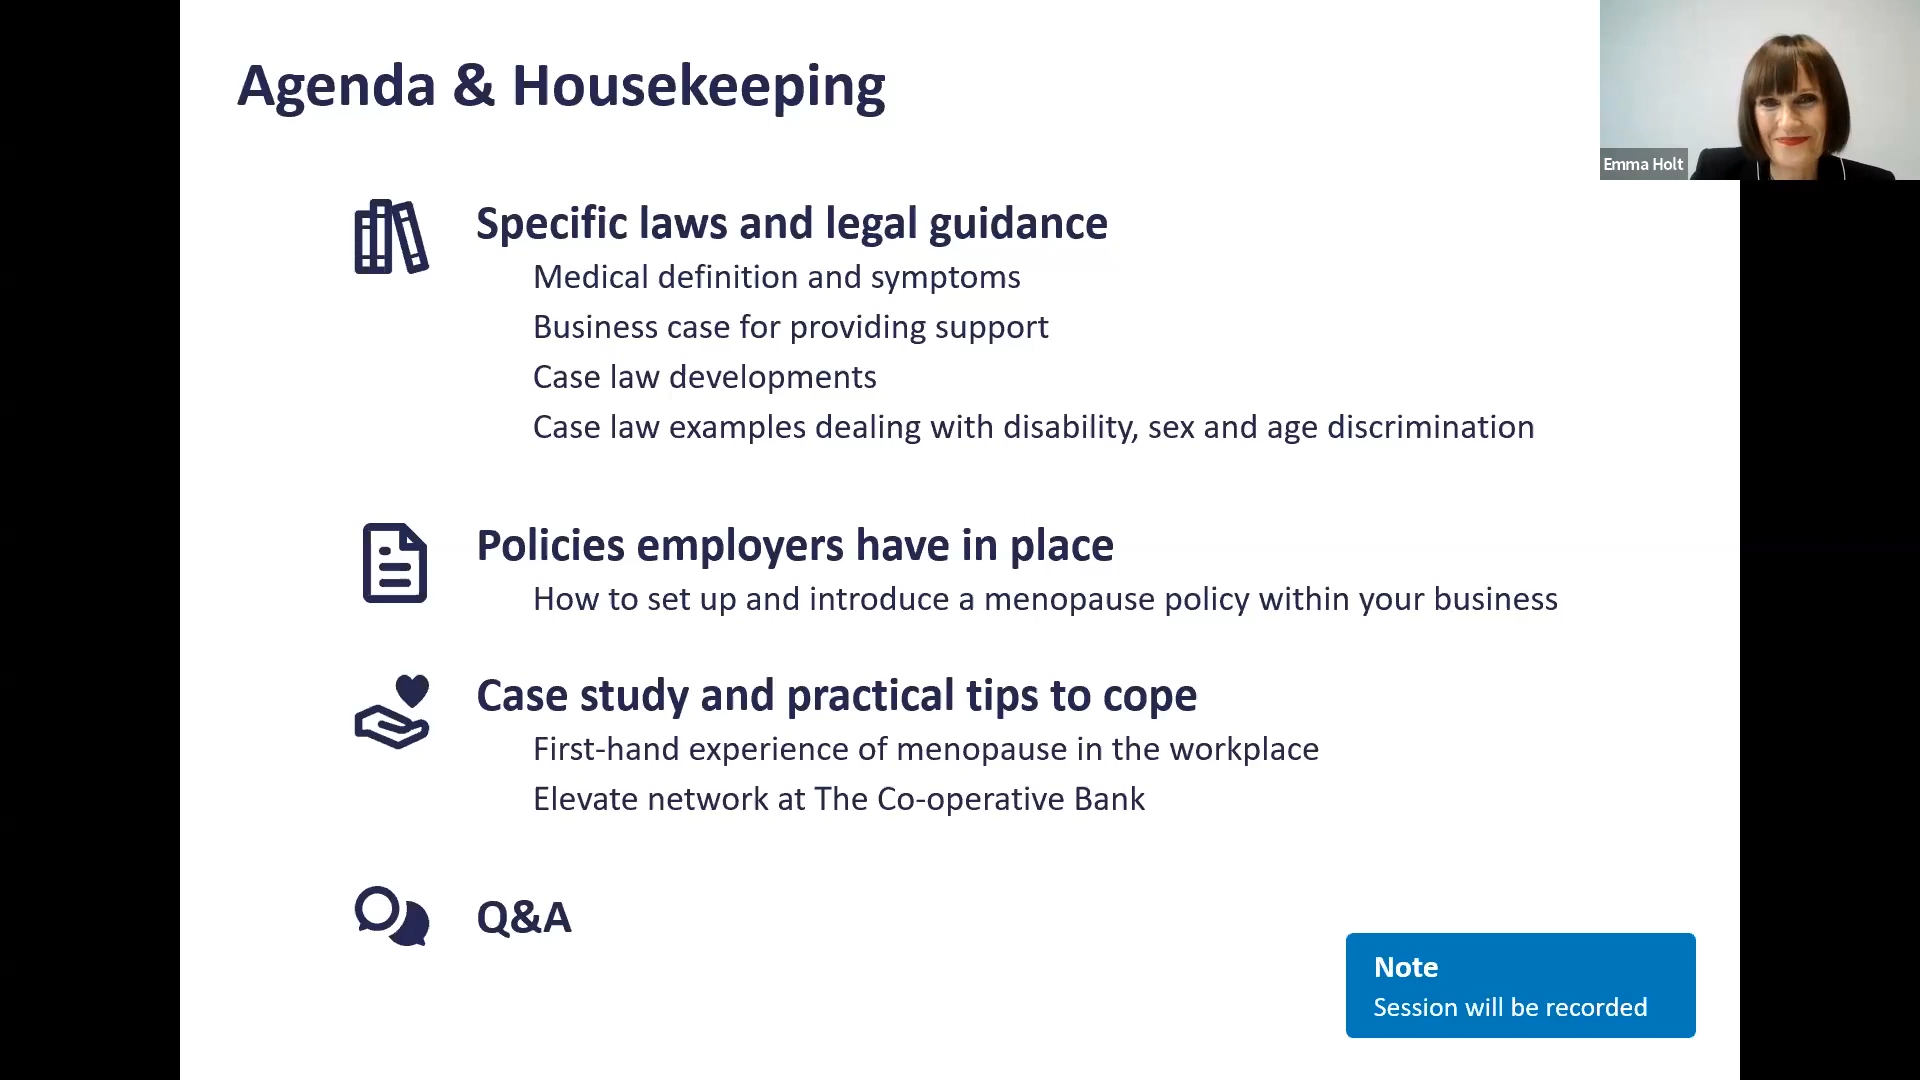 Agenda & Housekeeping
Emma Holt
Specific laws and legal guidance
Medical definition and symptoms
Business case for providing support
Case law developments
Case law examples dealing with disability, sex and age discrimination
Policies employers have in place
How to set up and introduce a menopause policy within your business
Case study and practical tips to cope
First-hand experience of menopause in the workplace
Elevate network at The Co-operative Bank
Q&A
Note
Session will be recorded